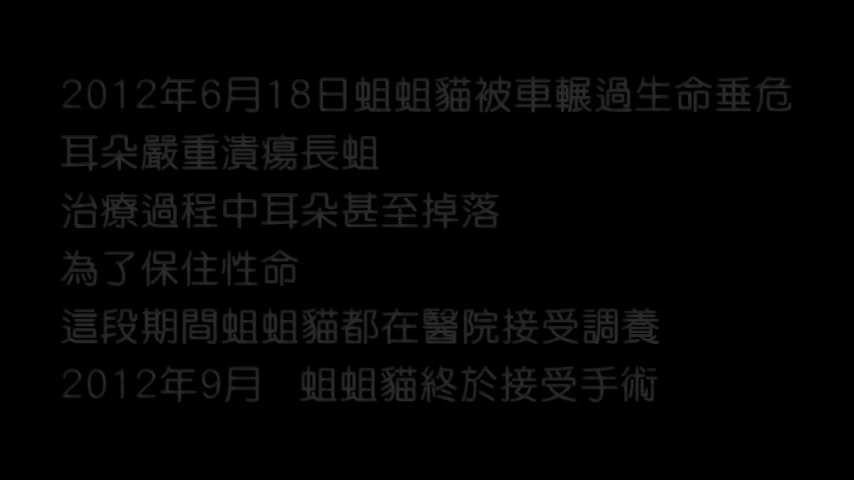 2012年6月18日蛆蛆貓被車輾過生命垂危
耳朵嚴重潰瘍長蛆
治療過程中耳朵甚至掉落
為了保住性命
這段期間蛆蛆貓都在醫院接受調養
2012年9月　蛆蛆貓終於接受手術